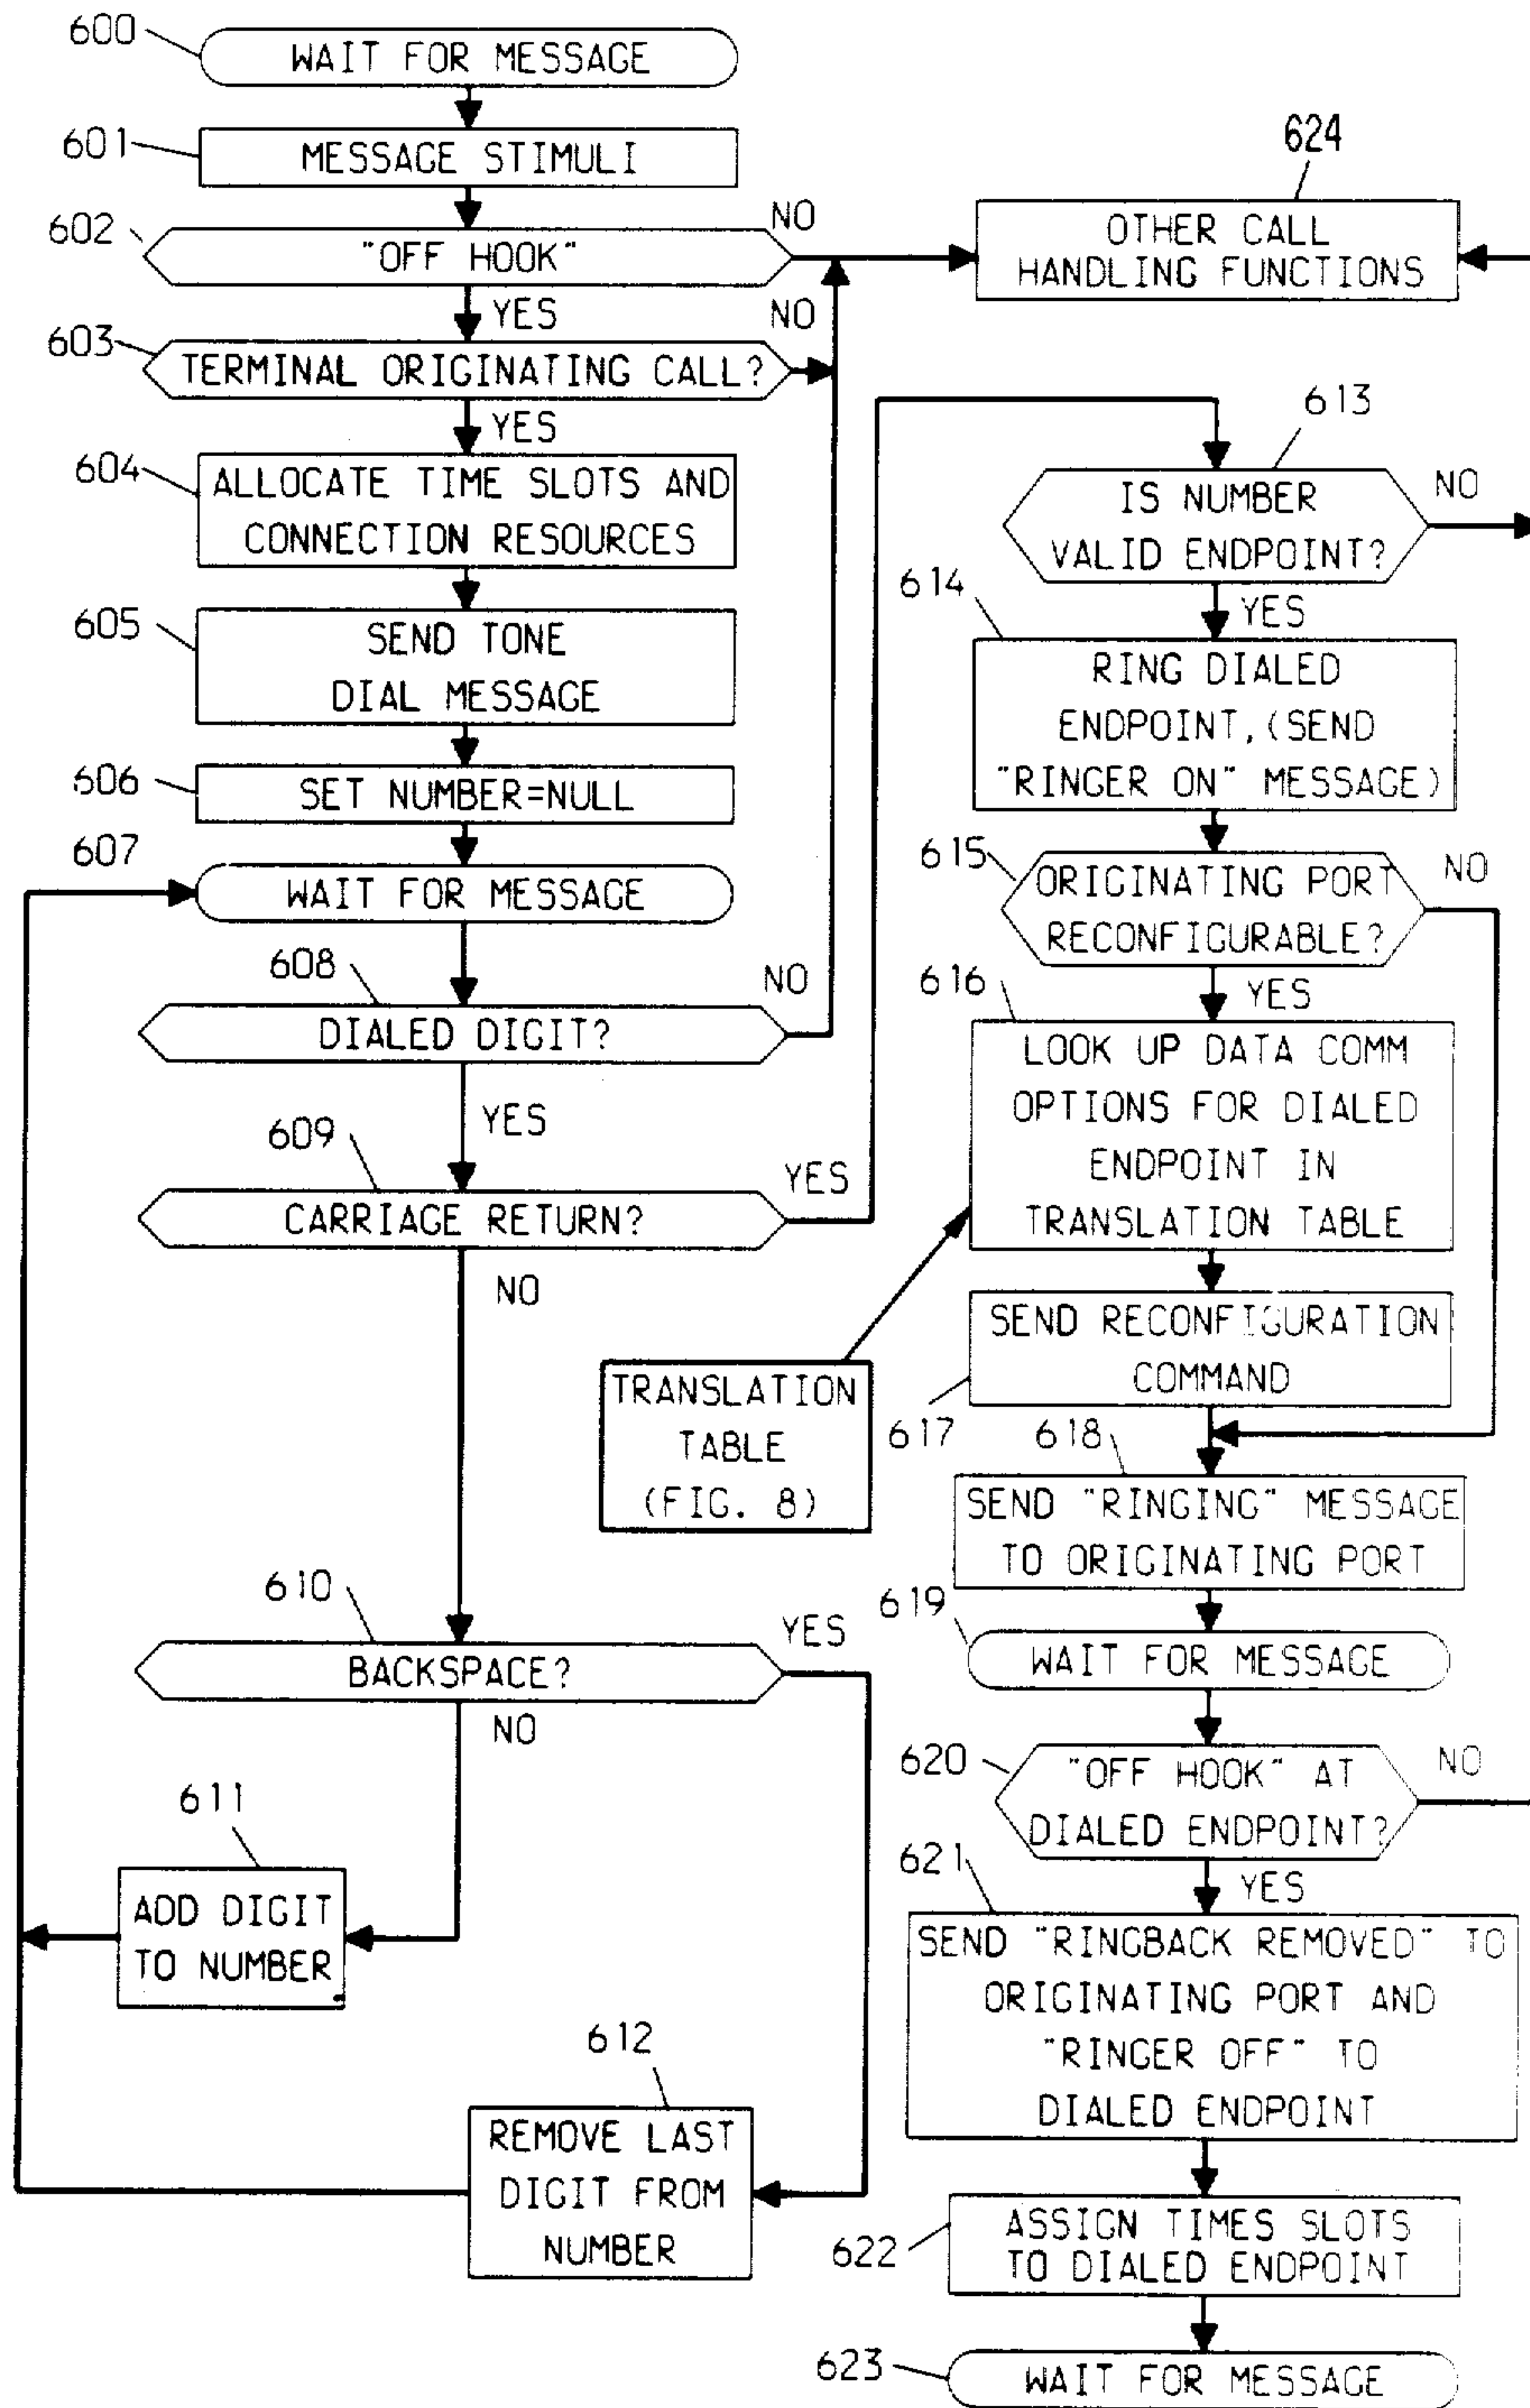 600
WAIT FOR MESSAGE
601
MESSAGE STIMULI
602
"OFF HOOK"
NO
YES
603
TERMINAL ORIGINATING CALL?
NO
YES
604
ALLOCATE TIME SLOTS AND
CONNECTION RESOURCES
605
SEND TONE
DIAL MESSAGE
606
SET NUMBER=NULL
607
WAIT FOR MESSAGE
608
DIALED DIGIT?
NO
YES
609
CARRIAGE RETURN?
YES
NO
610
BACKSPACE?
YES
NO
611
ADD DIGIT
TO NUMBER
612
REMOVE LAST
DIGIT FROM
NUMBER
TRANSLATION
TABLE
(FIG. 8)
624
OTHER CALL
HANDLING FUNCTIONS
613
IS NUMBER
VALID ENDPOINT?
NO
YES
614
RING DIALED
ENDPOINT, (SEND
"RINGER ON" MESSAGE)
615
ORIGINATING PORT
RECONFIGURABLE?
NO
YES
616
LOOK UP DATA COMM
OPTIONS FOR DIALED
ENDPOINT IN
TRANSLATION TABLE
617
SEND RECONFIGURATION
COMMAND
618
SEND "RINGING" MESSAGE
TO ORIGINATING PORT
619
WAIT FOR MESSAGE
620
"OFF HOOK" AT
DIALED ENDPOINT?
NO
YES
621
SEND "RINGBACK REMOVED" TO
ORIGINATING PORT AND
"RINGER OFF" TO
DIALED ENDPOINT
622
ASSIGN TIMES SLOTS
TO DIALED ENDPOINT
623
WAIT FOR MESSAGE